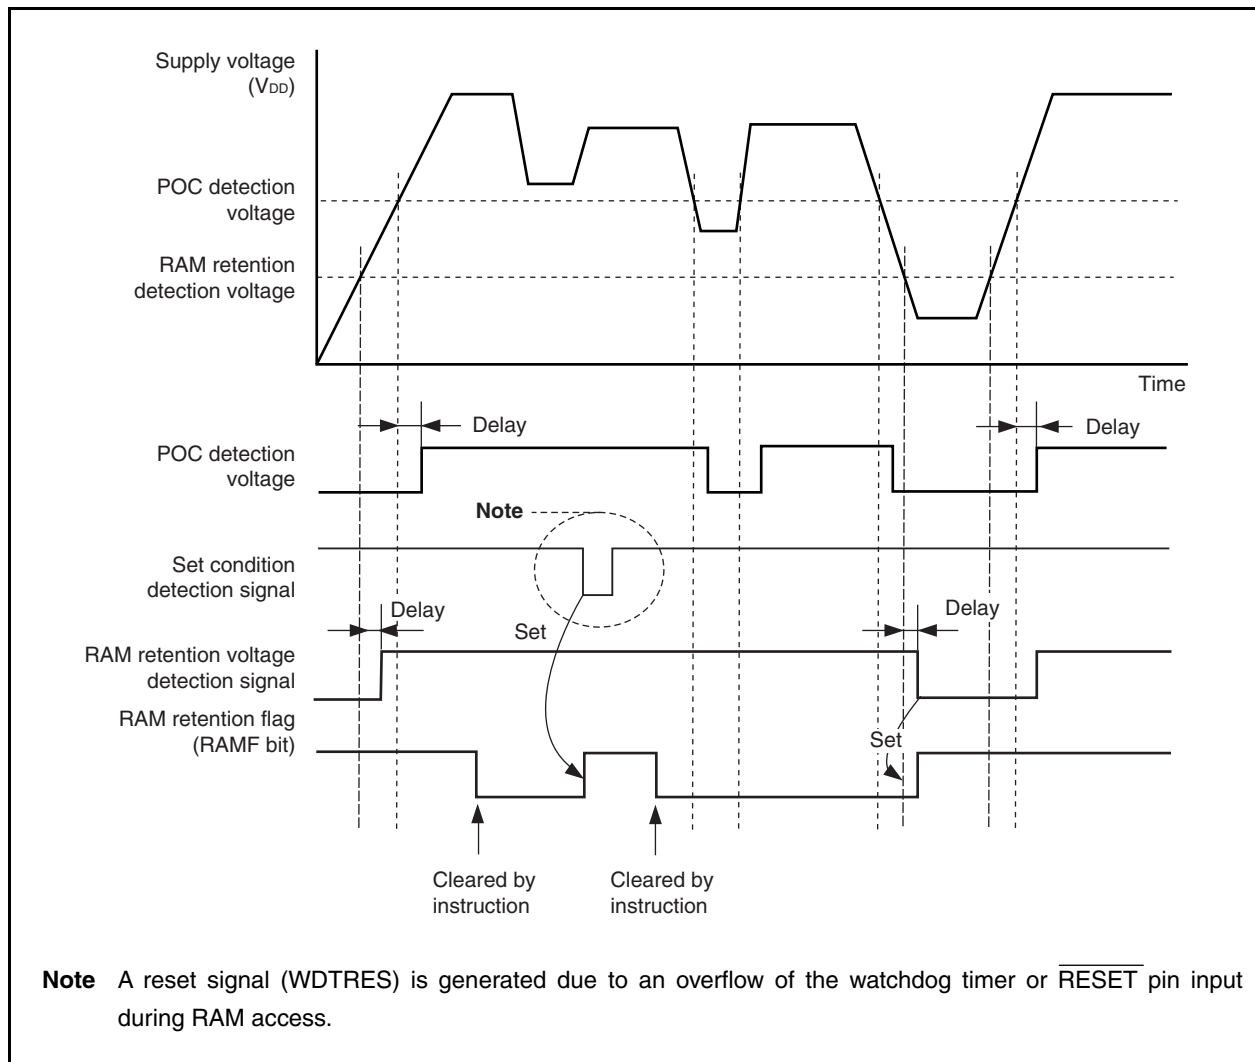 Supply voltage
(VDD)
POC detection
voltage
RAM retention
detection voltage
Time
Delay
Delay
POC detection
voltage
Note
Set condition
detection signal
Delay
Delay
Set
RAM retention voltage
detection signal
RAM retention flag
(RAMF bit)
Set
Cleared by
instruction
Cleared by
instruction
Note A reset signal (WDTRES) is generated due to an overflow of the watchdog timer or RESET pin input
during RAM access.